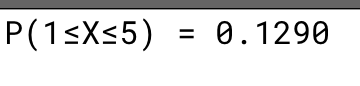 P(1≤X≤5) = 0.1290